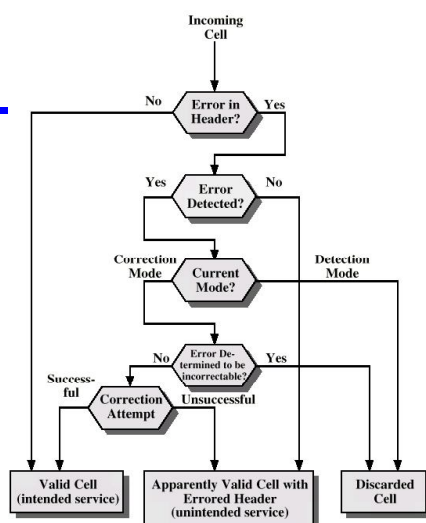 Incoming
Cell
No
Error in
Header?
Yes
Yes
Error
Detected?
No
Correction
Mode
Current
Mode?
Detection
Mode
No
Error De-
termined to be
incorrectable?
Yes
Success-
ful
Correction
Attempt
Unsuccessful
Valid Cell
(intended service)
Apparently Valid Cell with
Errored Header
(unintended service)
Discarded
Cell